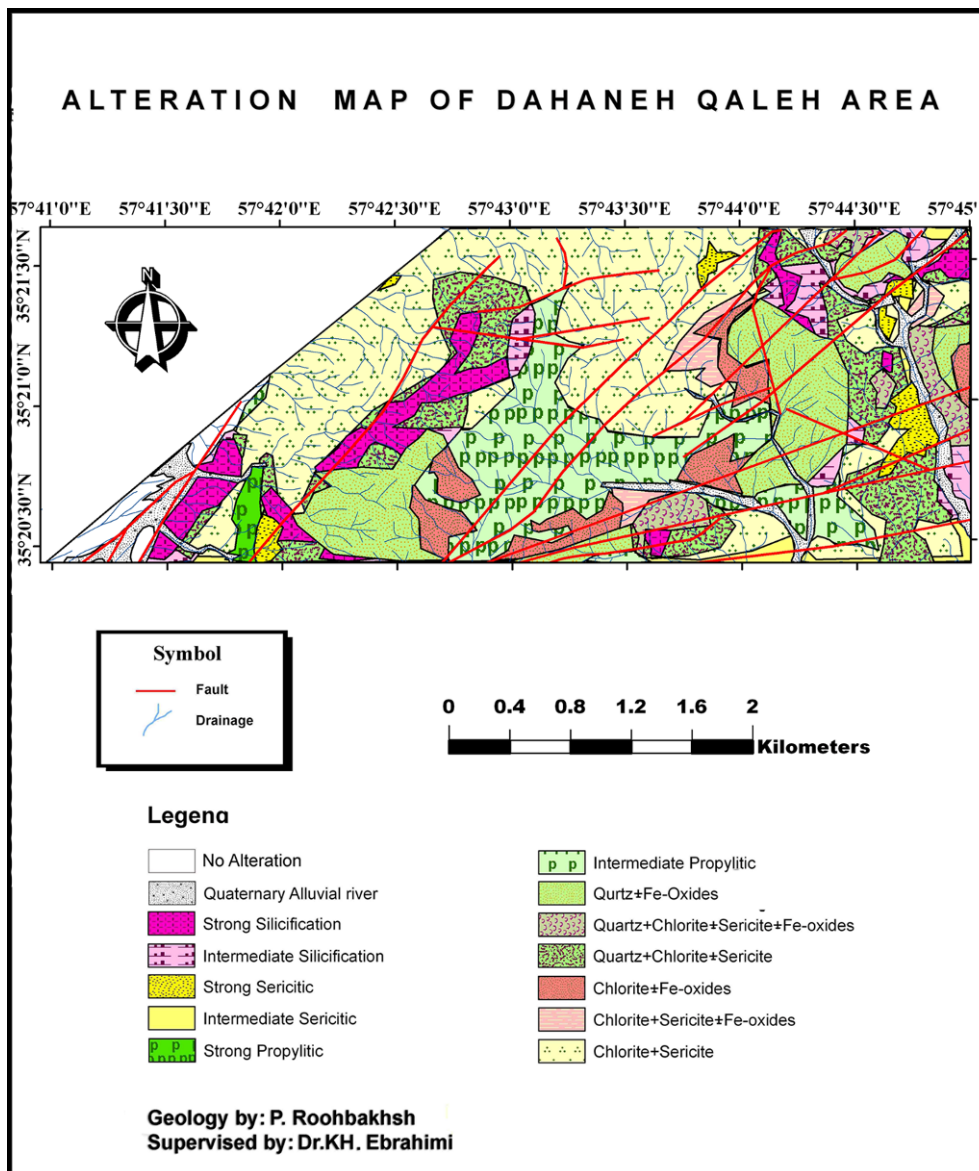 ALTERATION MAP OF DAHANEH QALEH AREA
57°41'0"E 57°41'30"E 57°42'0"E 57°42'30"E 57°43'0"E 57°43'30"E 57°44'0"E 57°44'30"E 57°45'
35°21'30"N
35°21'0"N
35°20'30"N
35°20'0"N
N
Symbol
Fault
Drainage
0 0.4 0.8 1.2 1.6 2
Kilometers
Legena
No Alteration
Quaternary Alluvial river
Strong Silicification
Intermediate Silicification
Strong Sericitic
Intermediate Sericitic
Strong Propylitic
Intermediate Propylitic
Qurtz±Fe-Oxides
Quartz+Chlorite±Sericite±Fe-oxides
Quartz+Chlorite±Sericite
Chlorite±Fe-oxides
Chlorite+Sericite±Fe-oxides
Chlorite+Sericite
Geology by: P. Roohbakhsh
Supervised by: Dr.KH. Ebrahimi